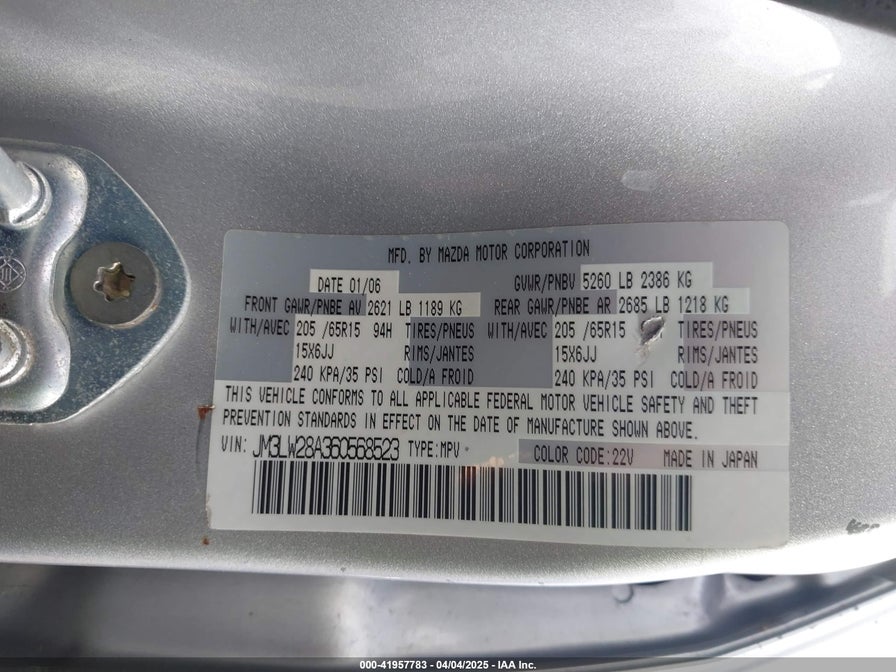 MFD. BY MAZDA MOTOR CORPORATION
DATE 01/06 GVWR/PNBV 5260 LB 2386 KG
FRONT GAWR/PNBE AV 2621 LB 1189 KG REAR GAWR/PNBE AR 2685 LB 1218 KG
WITH/AVEC 205 /65R15 94H TIRES/PNEUS WITH/AVEC 205 /65R15 TIRES/PNEUS
15X6JJ RIMS/JANTES 15X6JJ RIMS/JANTES
240 KPA/35 PSI COLD/A FROID 240 KPA/35 PSI COLD/A FROID
THIS VEHICLE CONFORMS TO ALL APPLICABLE FEDERAL MOTOR VEHICLE SAFETY AND THEFT
PREVENTION STANDARDS IN EFFECT ON THE DATE OF MANUFACTURE SHOWN ABOVE.
VIN: JM3LW28A360568523 TYPE:MPV COLOR CODE:22V MADE IN JAPAN
000-41957783 - 04/04/2025 - IAA Inc.